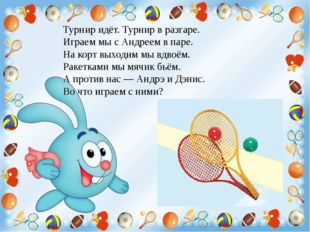 Турнир идёт. Турнир в разгаре.
Играем мы с Андреем в паре.
На корт выходим мы вдвоём.
Ракетками мы мячик бьём.
А против нас — Андрэ и Дэнис.
Во что играем с ними?